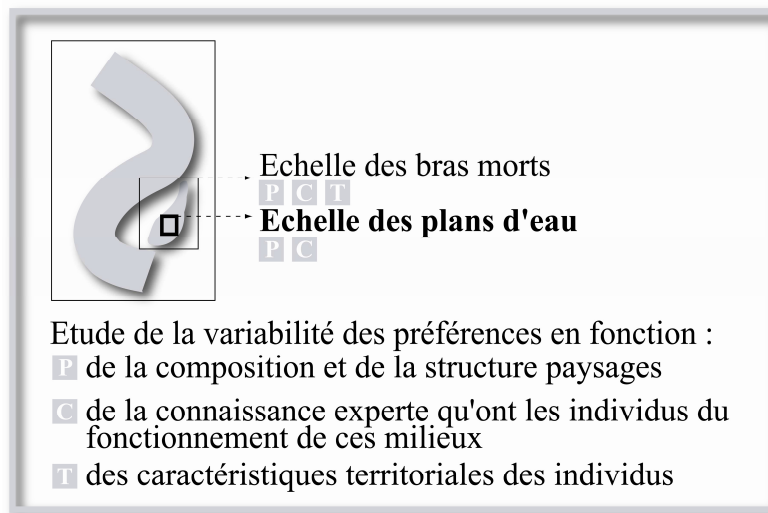 Echelle des bras morts
P C T
Echelle des plans d'eau
P C
Etude de la variabilité des préférences en fonction :
P de la composition et de la structure paysages
C de la connaissance experte qu'ont les individus du
fonctionnement de ces milieux
T des caractéristiques territoriales des individus